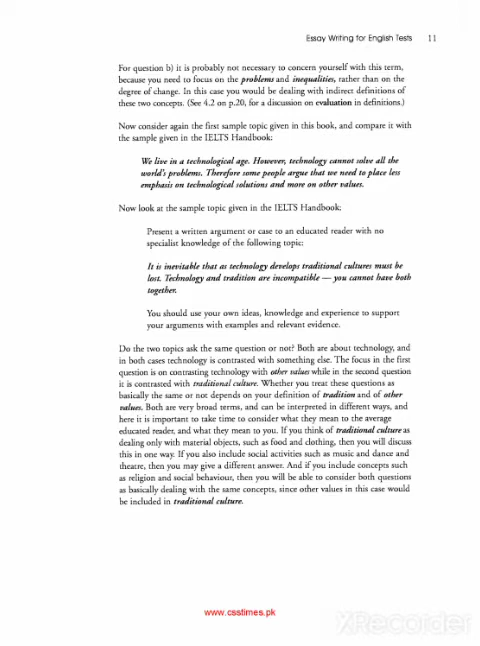 Essay Writing for English Tests 11
For question b) it is probably not necessary to concern yourself with this term,
because you need to focus on the problems and inequalities, rather than on the
degree of change. In this case you would be dealing with indirect definitions of
these two concepts. (See 4.2 on p.20, for a discussion on evaluation in definitions.)
Now consider again the first sample topic given in this book, and compare it with
the sample given in the IELTS Handbook:
We live in a technological age. However, technology cannot solve all the
world's problems. Therefore some people argue that we need to place less
emphasis on technological solutions and more on other values.
Now look at the sample topic given in the IELTS Handbook:
Present a written argument or case to an educated reader with no
specialist knowledge of the following topic:
It is inevitable that as technology develops traditional cultures must be
lost. Technology and tradition are incompatible — you cannot have both
together.
You should use your own ideas, knowledge and experience to support
your arguments with examples and relevant evidence.
Do the two topics ask the same question or not? Both are about technology, and
in both cases technology is contrasted with something else. The focus in the first
question is on contrasting technology with other values while in the second question
it is contrasted with traditional culture. Whether you treat these questions as
basically the same or not depends on your definition of tradition and of other
values. Both are very broad terms, and can be interpreted in different ways, and
here it is important to take time to consider what they mean to the average
educated reader, and what they mean to you. If you think of traditional culture as
dealing only with material objects, such as food and clothing, then you will discuss
this in one way. If you also include social activities such as music and dance and
theatre, then you may give a different answer. And if you include concepts such
as religion and social behaviour, then you will be able to consider both questions
as basically dealing with the same concepts, since other values in this case would
be included in traditional culture.
www.csstimes.pk
XRecorder